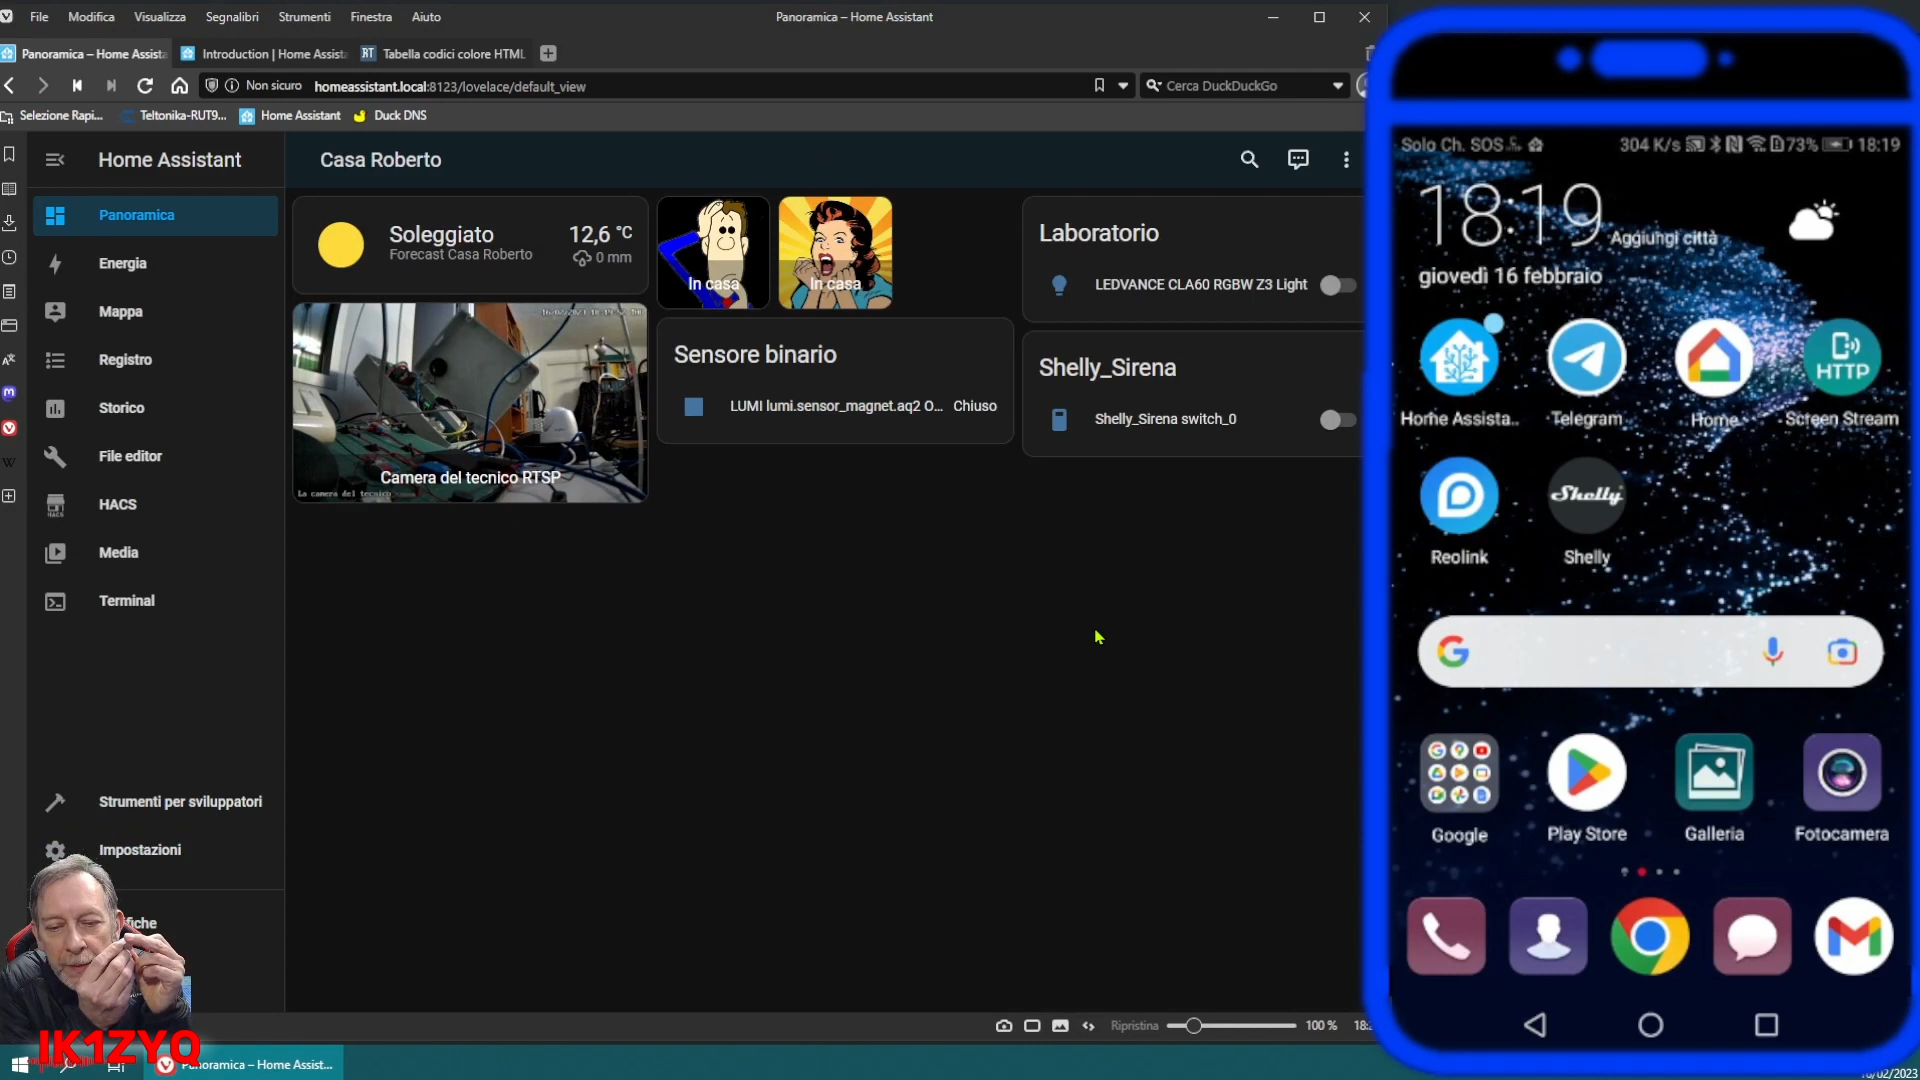 File Modifica Visualizza Segnalibri Strumenti Finestra Aiuto Panoramica – Home Assistant
Panoramica – Home Assista Introduction | Home Assist Tabella codici colore HTML
Non sicuro homeassistant.local:8123/lovelace/default_view Cerca DuckDuckGo
Selezione Rapi... Teltonika-RUT9... Home Assistant Duck DNS
Home Assistant
Panoramica
Energia
Mappa
Registro
Storico
File editor
HACS
Media
Terminal
Strumenti per sviluppatori
Impostazioni
Casa Roberto
Soleggiato
Forecast Casa Roberto
12,6 °C
0 mm
Camera del tecnico RTSP
La camera del tecnico
In casa
In casa
Sensore binario
LUMI lumi.sensor_magnet.aq2 O... Chiuso
Laboratorio
LEDVANCE CLA60 RGBW Z3 Light
Shelly_Sirena
Shelly_Sirena switch_0
Ripristina 100 %
IK1ZYQ
Panoramica – Home Assist...
Solo Ch. SOS 304 K/s 73% 18:19
18:19 Aggiungi città
giovedì 16 febbraio
Home Assista.. Telegram Home Screen Stream
HTTP
Reolink Shelly
Shelly
Google Play Store Galleria Fotocamera